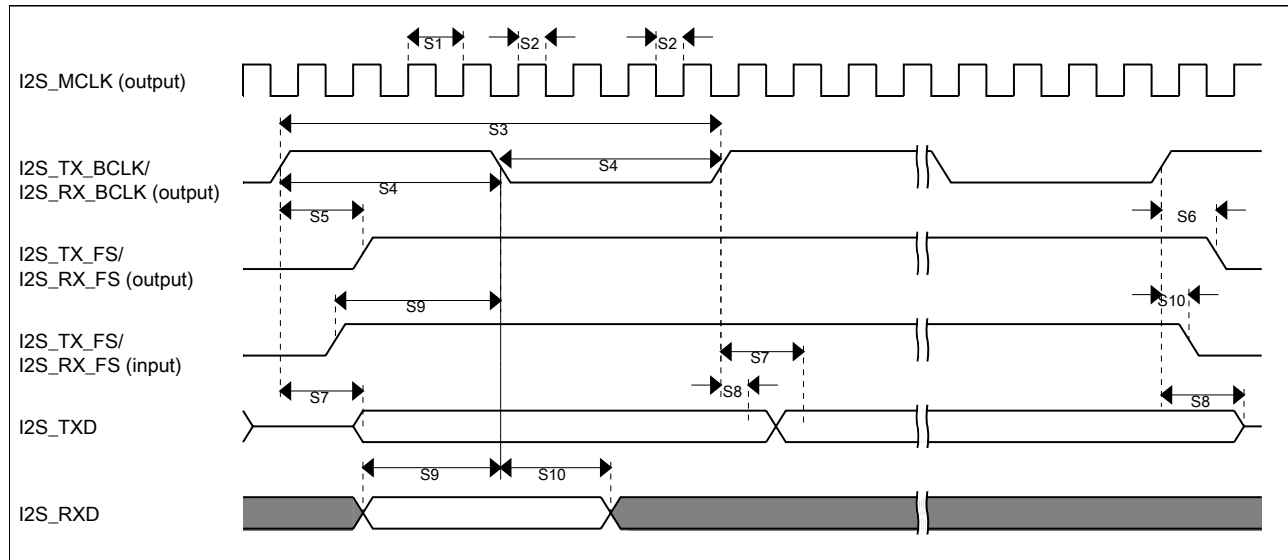 S1
S2
S2
I2S_MCLK (output)
S3
I2S_TX_BCLK/
I2S_RX_BCLK (output)
S4
S4
S5
S6
I2S_TX_FS/
I2S_RX_FS (output)
S9
S10
I2S_TX_FS/
I2S_RX_FS (input)
S7
S7
S8
S8
I2S_TXD
S9
S10
I2S_RXD